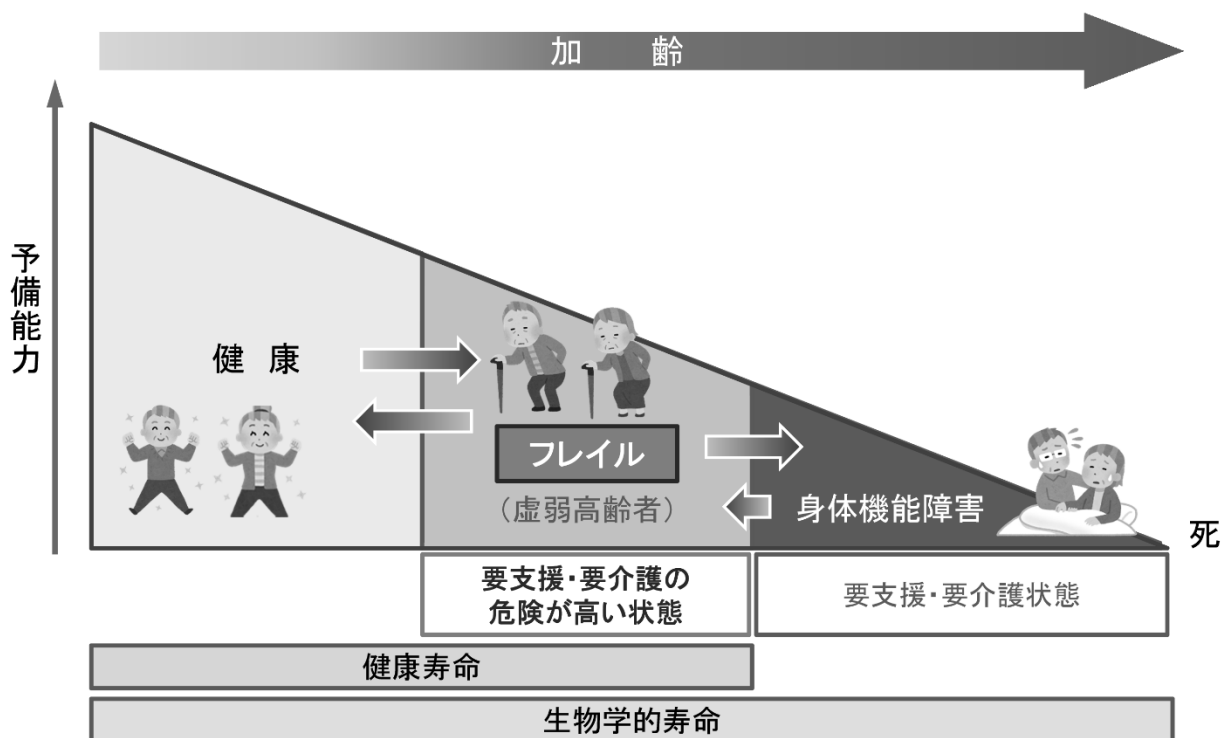 加齢
予備能力
健康
フレイル
（虚弱高齢者）
身体機能障害
死
要支援・要介護の
危険が高い状態
要支援・要介護状態
健康寿命
生物学的寿命